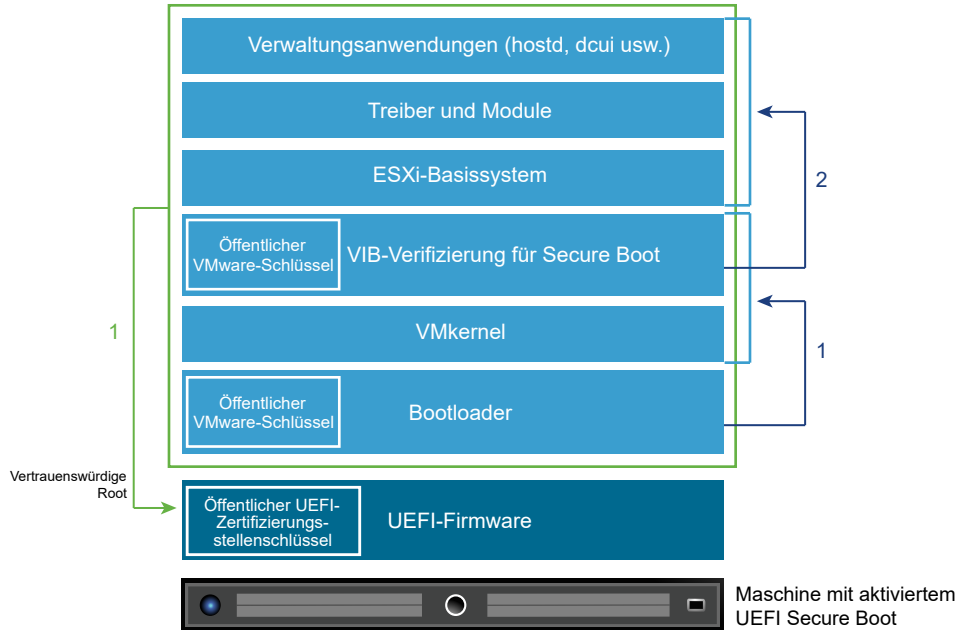 Verwaltungsanwendungen (hostd, dcui usw.)
Treiber und Module
2
ESXi-Basissystem
Öffentlicher
VMware-Schlüssel
VIB-Verifizierung für Secure Boot
1
VMkernel
1
Öffentlicher
VMware-Schlüssel
Bootloader
Vertrauenswürdige
Root
Öffentlicher UEFI-
Zertifizierungs-
stellenschlüssel
UEFI-Firmware
Maschine mit aktiviertem
UEFI Secure Boot